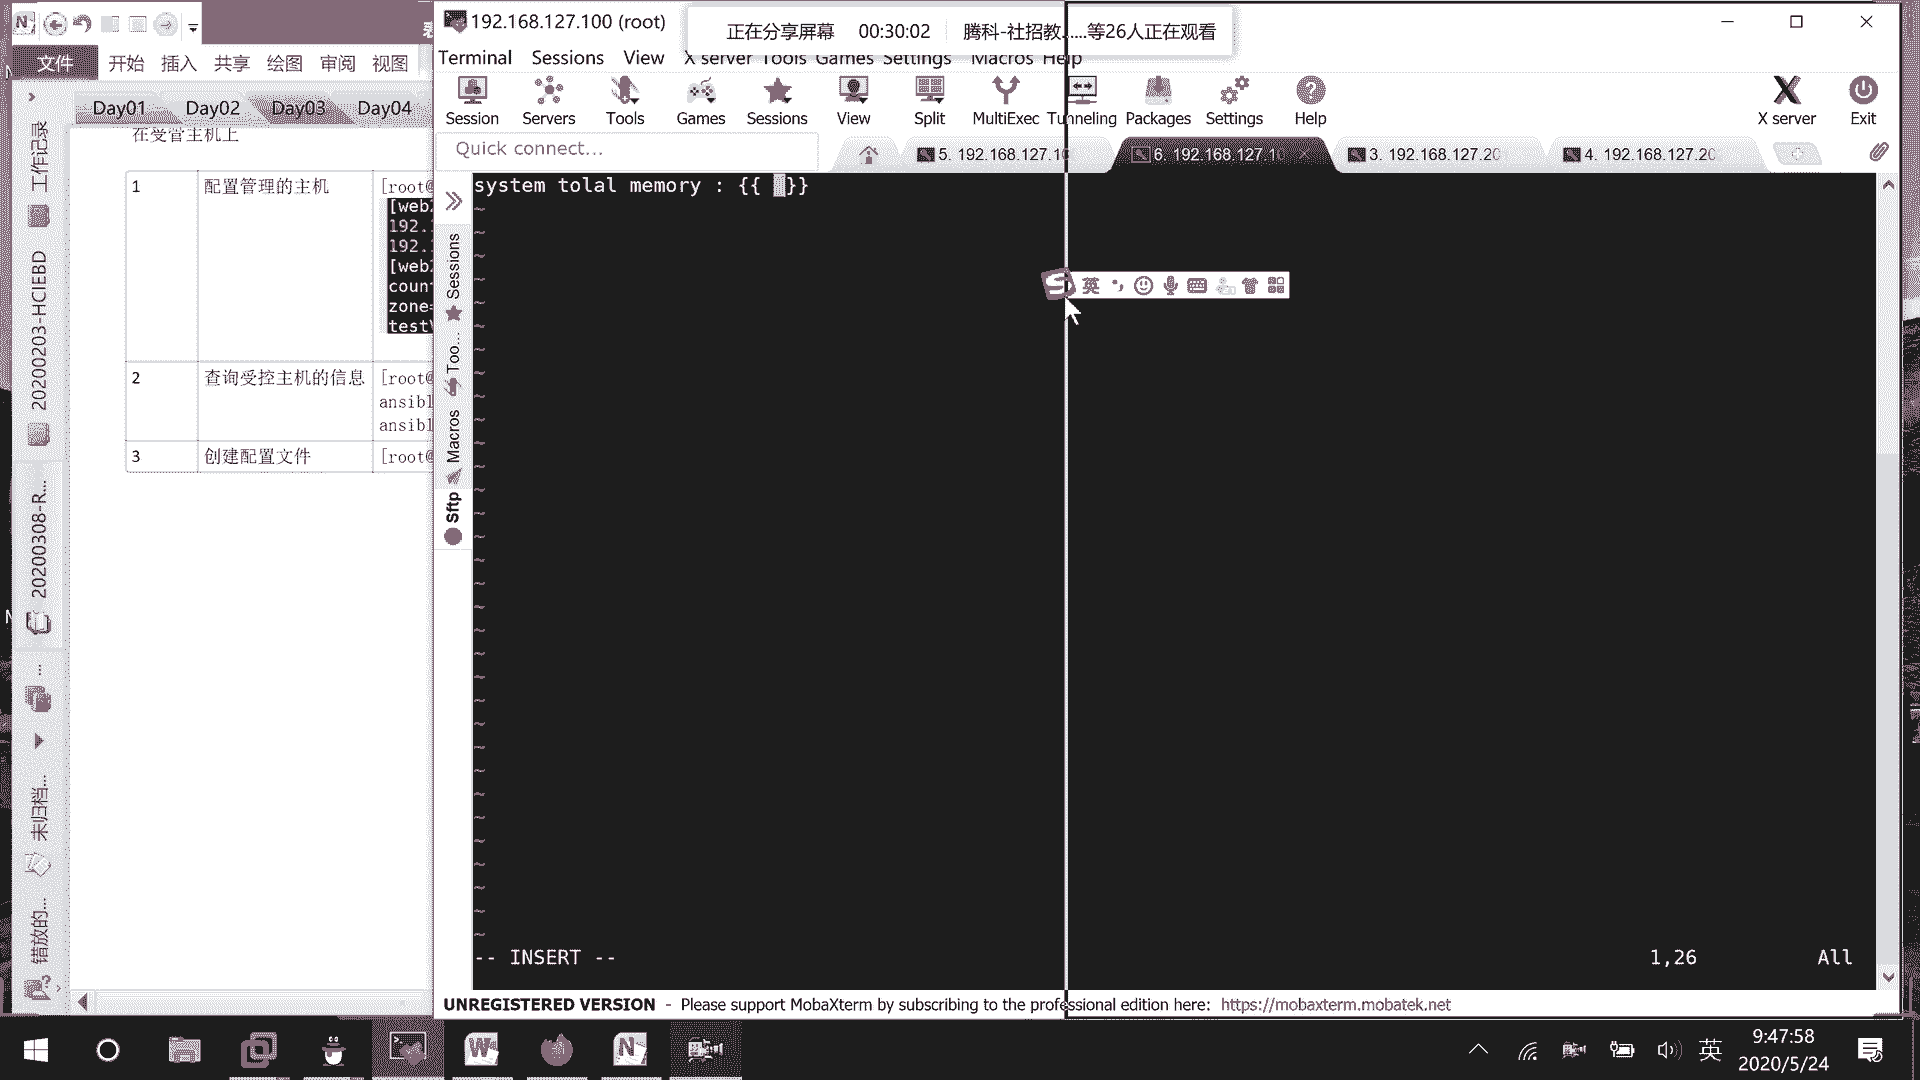 192.168.127.100 (root)
正在分享屏幕 00:30:02 腾科-社招教......等26人正在观看
文件 开始 插入 共享 绘图 审阅 视图
Terminal Sessions View X server Tools Games Settings Macros Help
Session Servers Tools Games Sessions View Split MultiExec Tunneling Packages Settings Help X server Exit
Day01 Day02 Day03 Day04
Quick connect...
5. 192.168.127.10
6. 192.168.127.10
3. 192.168.127.20
4. 192.168.127.20
在受管主机上
1 配置管理的主机 [root@
[web
192.
192.
[web
coun
zone=
test\
2 查询受控主机的信息 [root@
ansibl
ansibl
3 创建配置文件 [root@
工作记录
20200203-HCIEBD
20200308-R...
...
未归档...
错放的...
Sessions
Too...
Macros
Sftp
system tolal memory : {{ }}
英
-- INSERT -- 1,26 All
UNREGISTERED VERSION - Please support MobaXterm by subscribing to the professional edition here: https://mobaxterm.mobatek.net
英
9:47:58
2020/5/24